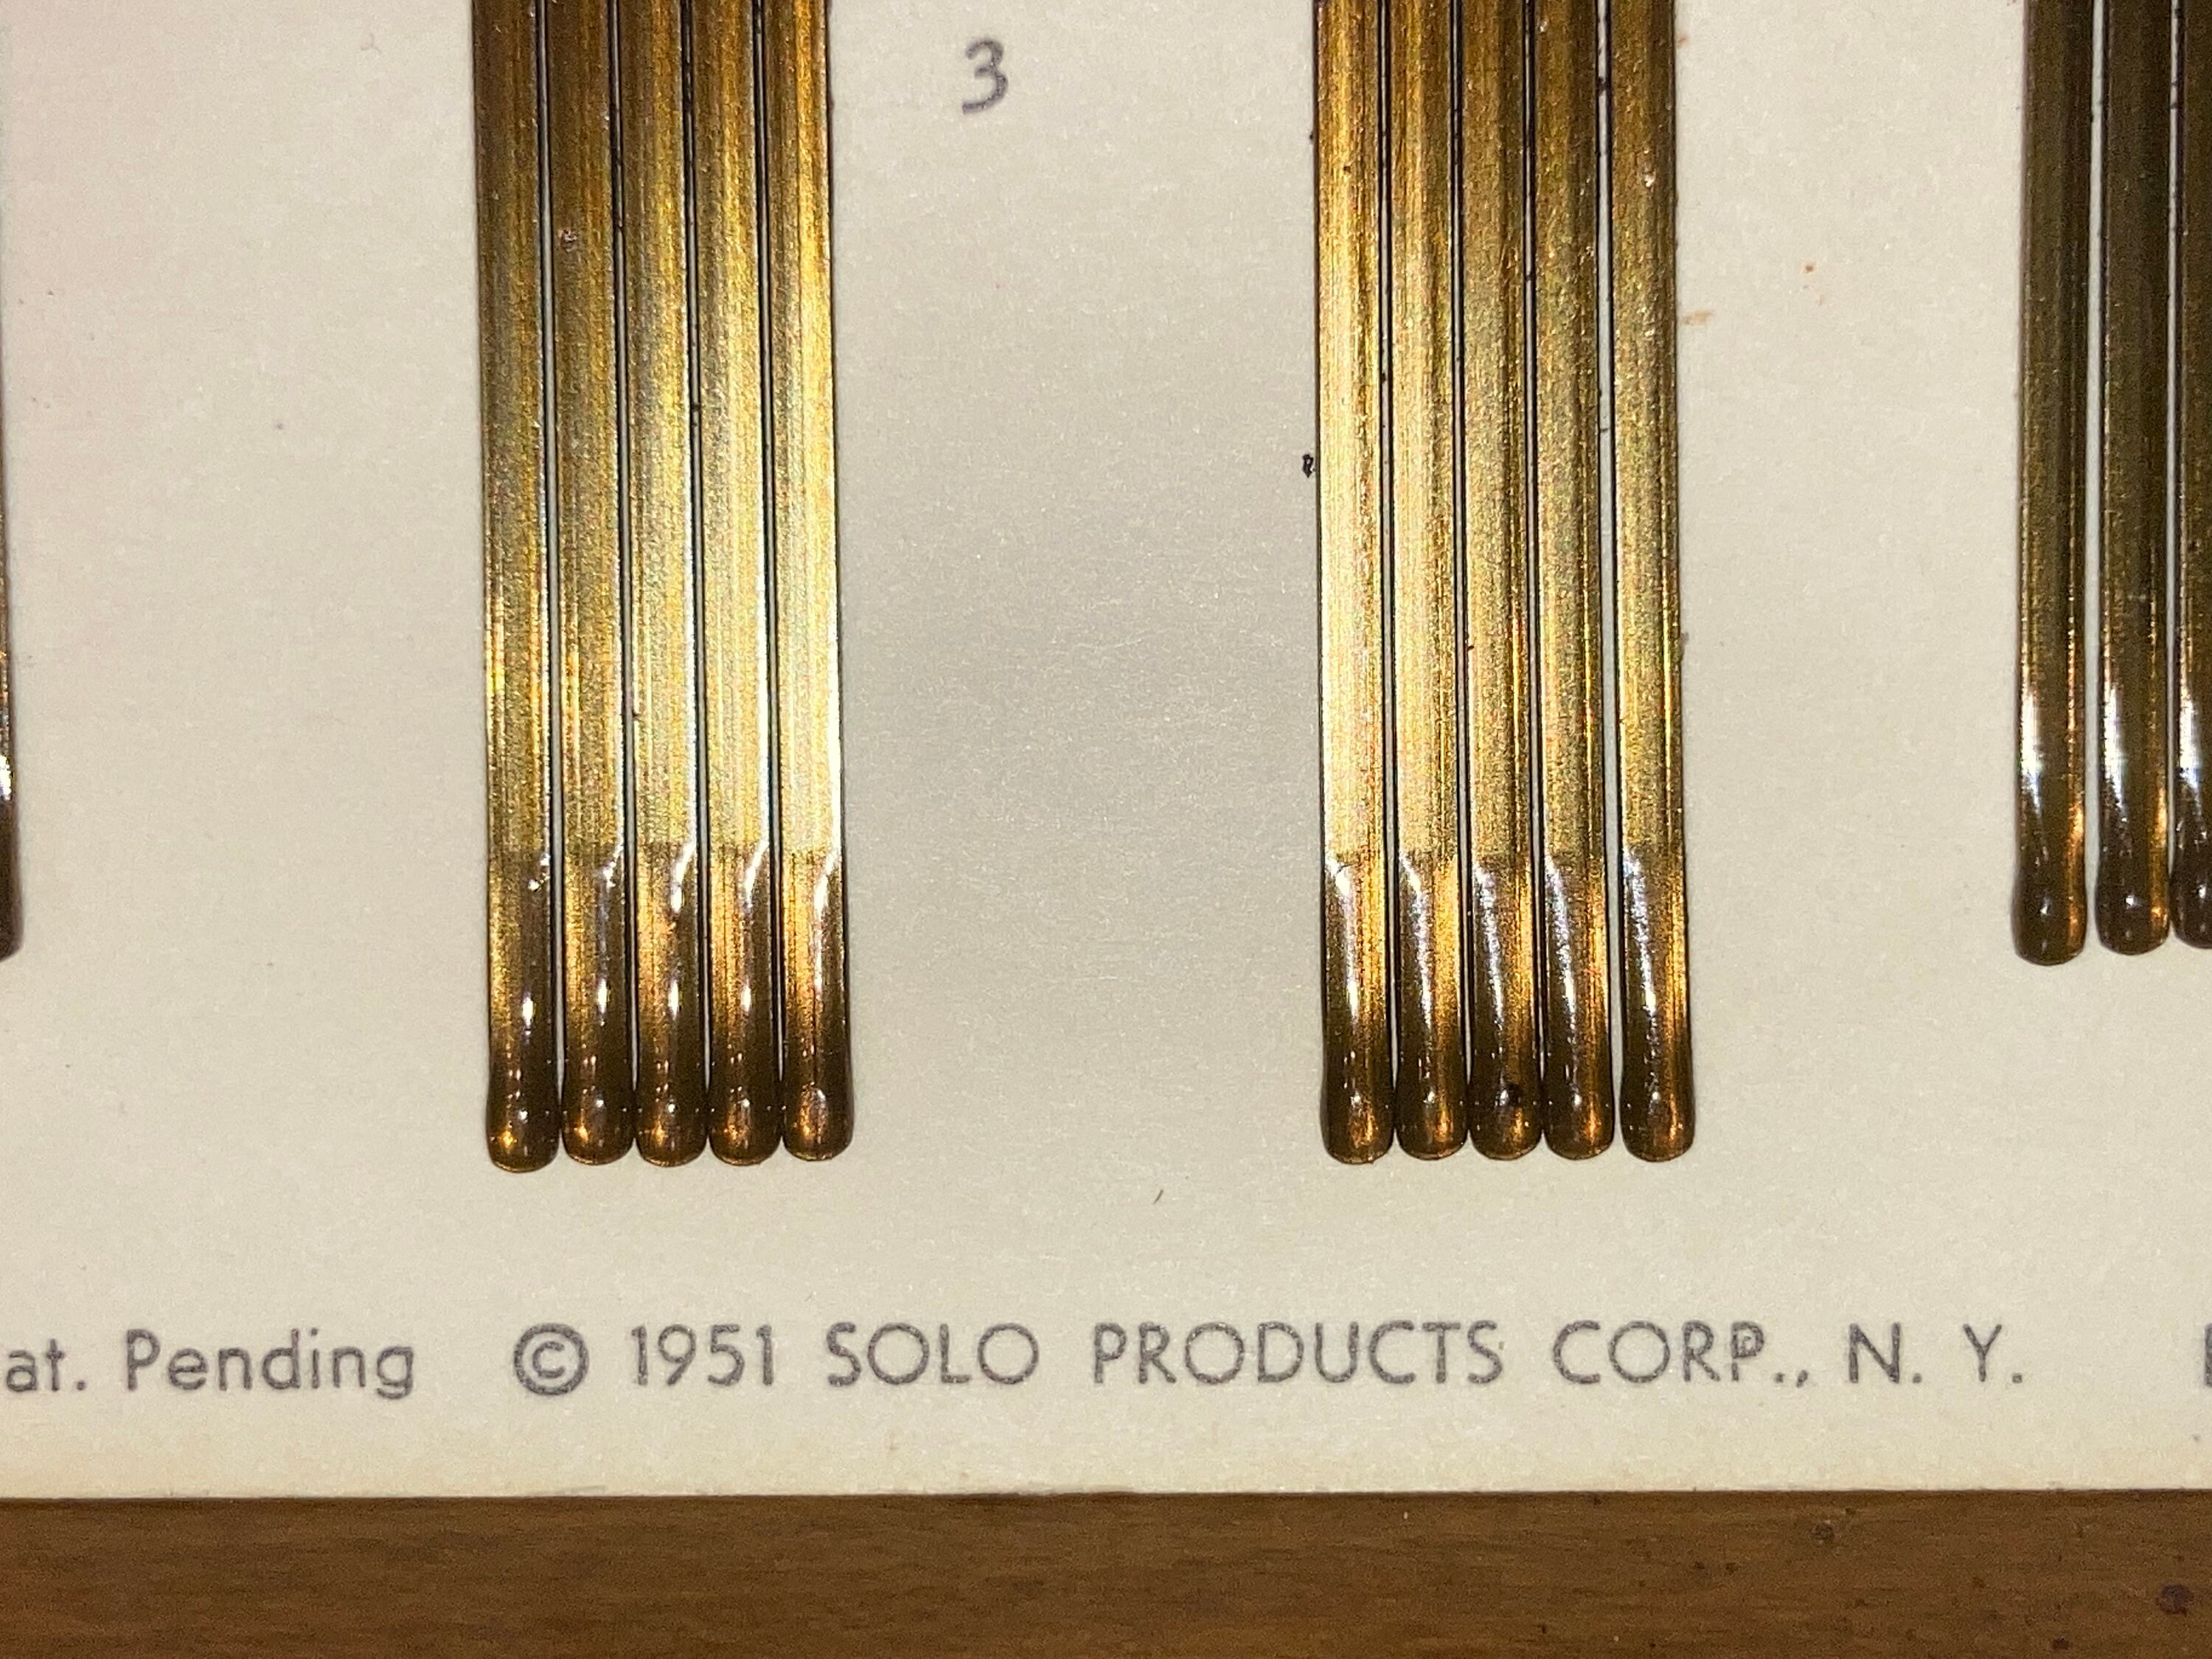 3
at. Pending © 1951 SOLO PRODUCTS CORP., N. Y.